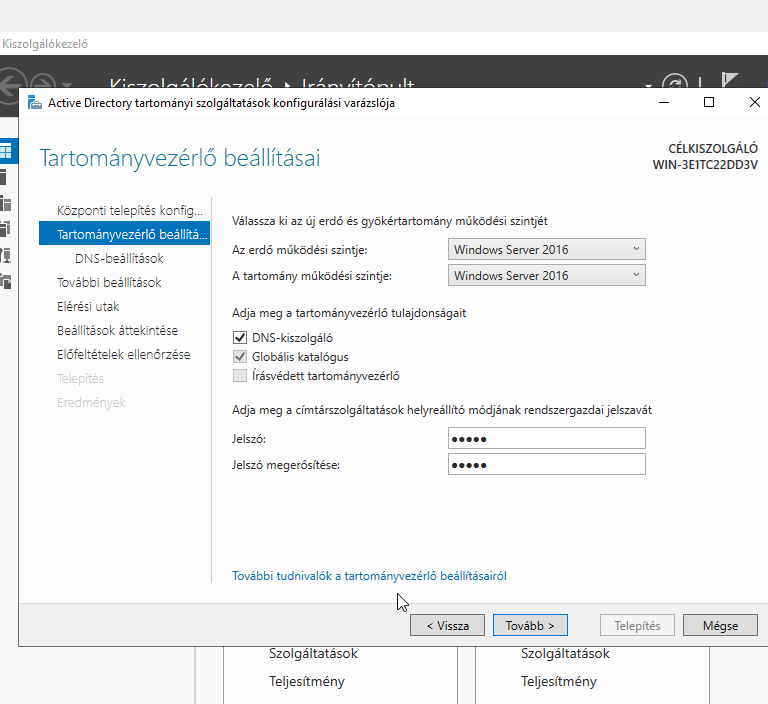 Kiszolgálókezelő
Kiszolgálókezelő Irányítópult
Active Directory tartományi szolgáltatások konfigurálási varázslója
Tartományvezérlő beállításai
CÉLKISZOLGÁLÓ
WIN-3E1TC22DD3V
Központi telepítés konfig...
Tartományvezérlő beállítá...
DNS-beállítások
További beállítások
Elérési utak
Beállítások áttekintése
Előfeltételek ellenőrzése
Telepítés
Eredmények
Válassza ki az új erdő és gyökértartomány működési szintjét
Az erdő működési szintje:
Windows Server 2016
A tartomány működési szintje:
Windows Server 2016
Adja meg a tartományvezérlő tulajdonságait
DNS-kiszolgáló
Globális katalógus
Írásvédett tartományvezérlő
Adja meg a címtárszolgáltatások helyreállító módjának rendszergazdai jelszavát
Jelszó:
•••••
Jelszó megerősítése:
•••••
További tudnivalók a tartományvezérlő beállításairól
< Vissza
Tovább >
Telepítés
Mégse
Szolgáltatások
Szolgáltatások
Teljesítmény
Teljesítmény